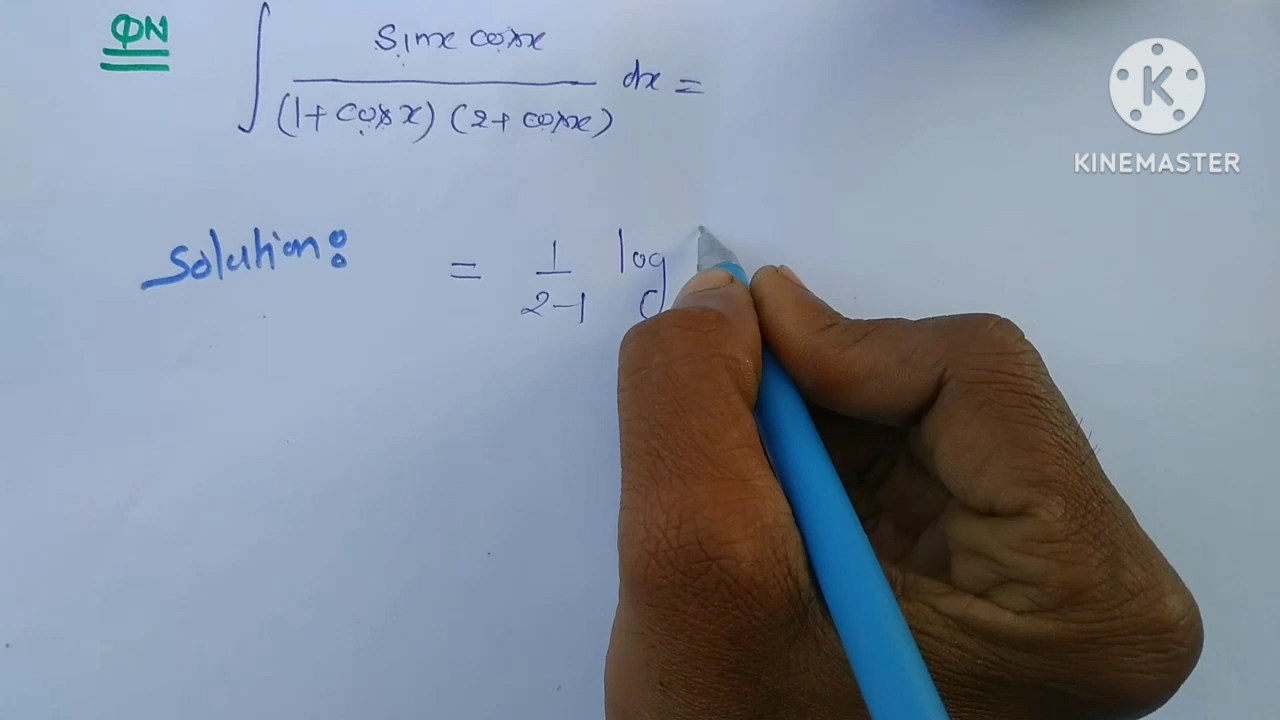 QN
∫ sinx cosx / (1+cosx)(2+cosx) dx =
K
KINEMASTER
Solution:
= 1/2-1 log